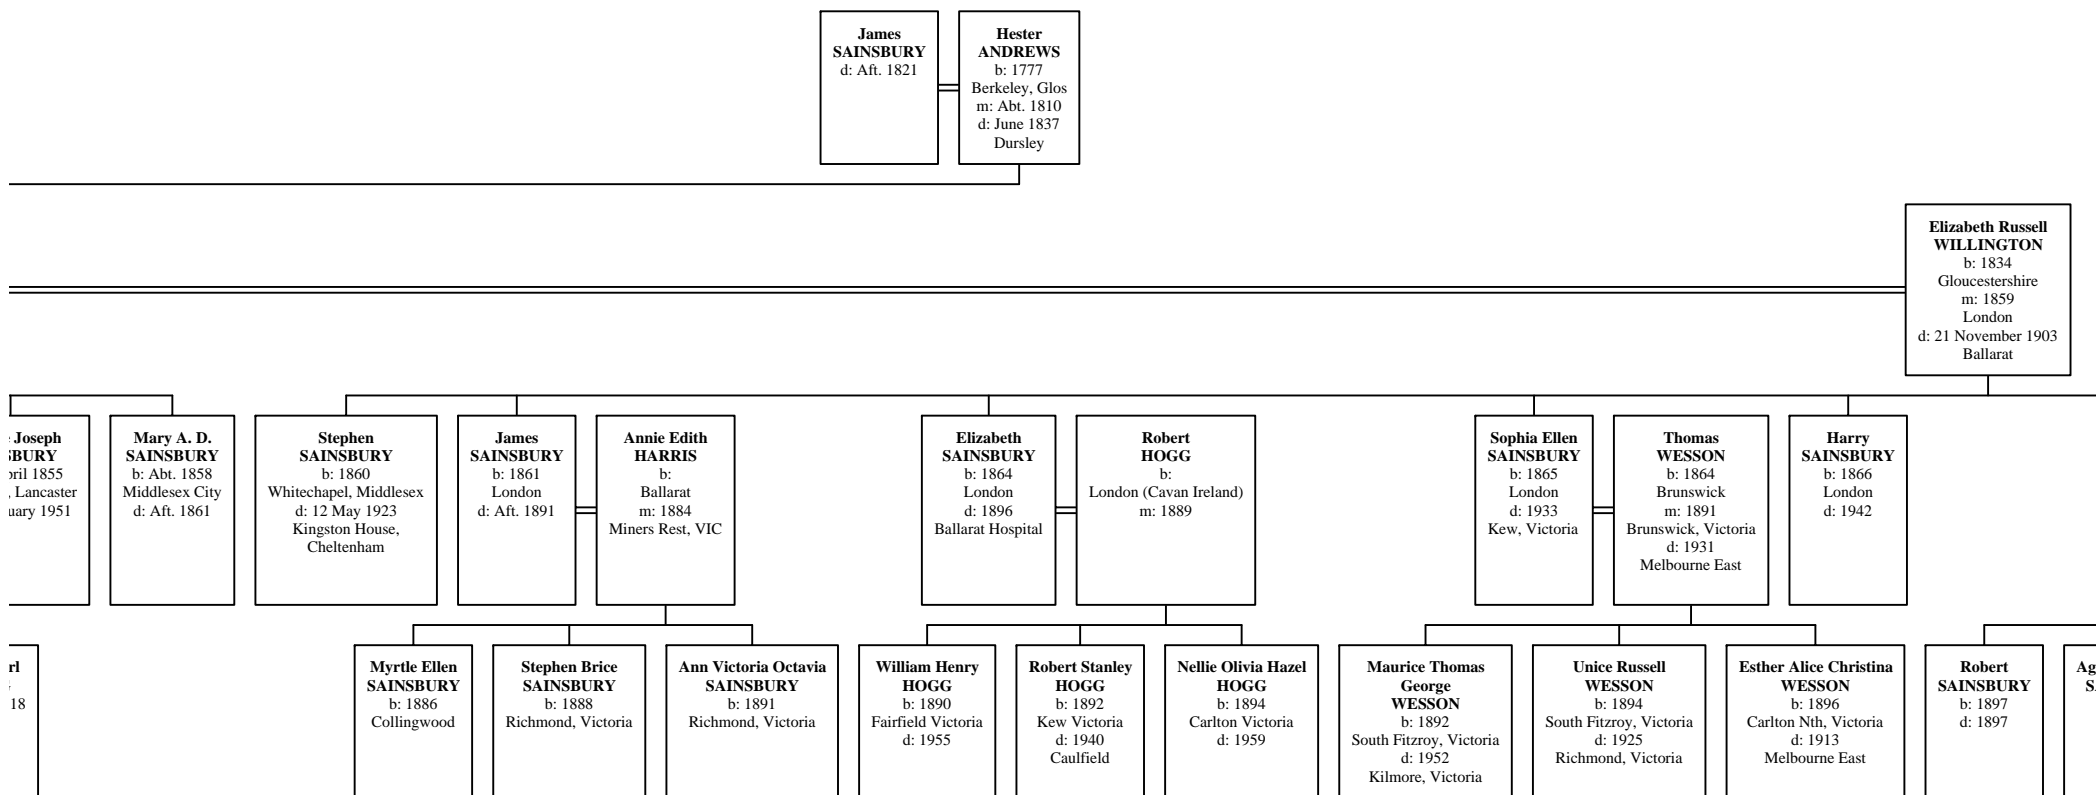 James
SAINSBURY
d: Aft. 1821
Hester
ANDREWS
b: 1777
Berkeley, Glos
m: Abt. 1810
d: June 1837
Dursley
Elizabeth Russell
WILLINGTON
b: 1834
Gloucestershire
m: 1859
London
d: 21 November 1903
Ballarat
Joseph
1855
, Lancaster
1951
Mary A. D.
SAINSBURY
b: Abt. 1858
Middlesex City
d: Aft. 1861
Stephen
SAINSBURY
b: 1860
Whitechapel, Middlesex
d: 12 May 1923
Kingston House,
Cheltenham
James
SAINSBURY
b: 1861
London
d: Aft. 1891
Annie Edith
HARRIS
b:
Ballarat
m: 1884
Miners Rest, VIC
Elizabeth
SAINSBURY
b: 1864
London
d: 1896
Ballarat Hospital
Robert
HOGG
b:
London (Cavan Ireland)
m: 1889
Sophia Ellen
SAINSBURY
b: 1865
London
d: 1933
Kew, Victoria
Thomas
WESSON
b: 1864
Brunswick
m: 1891
Brunswick, Victoria
d: 1931
Melbourne East
Harry
SAINSBURY
b: 1866
London
d: 1942
18
Myrtle Ellen
SAINSBURY
b: 1886
Collingwood
Stephen Brice
SAINSBURY
b: 1888
Richmond, Victoria
Ann Victoria Octavia
SAINSBURY
b: 1891
Richmond, Victoria
William Henry
HOGG
b: 1890
Fairfield Victoria
d: 1955
Robert Stanley
HOGG
b: 1892
Kew Victoria
d: 1940
Caulfield
Nellie Olivia Hazel
HOGG
b: 1894
Carlton Victoria
d: 1959
Maurice Thomas
George
WESSON
b: 1892
South Fitzroy, Victoria
d: 1952
Kilmore, Victoria
Unice Russell
WESSON
b: 1894
South Fitzroy, Victoria
d: 1925
Richmond, Victoria
Esther Alice Christina
WESSON
b: 1896
Carlton Nth, Victoria
d: 1913
Melbourne East
Robert
SAINSBURY
b: 1897
d: 1897